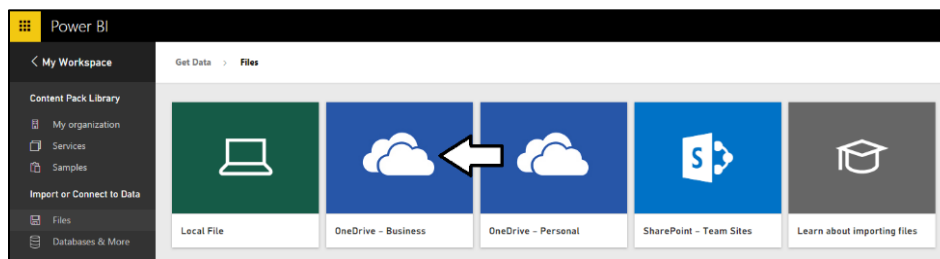 Power BI
My Workspace
Get Data > Files
Content Pack Library
My organization
Services
Samples
Import or Connect to Data
Files
Databases & More
Local File
OneDrive – Business
OneDrive – Personal
SharePoint – Team Sites
Learn about importing files
S